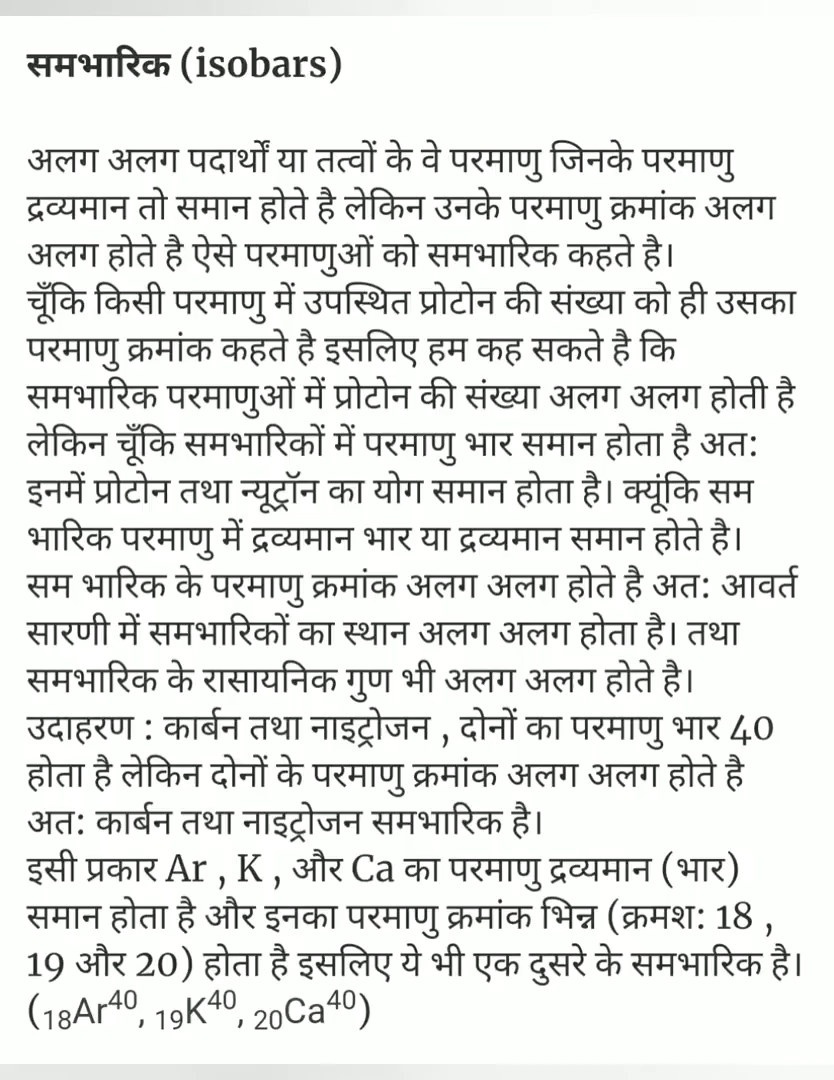 समभारिक (isobars)
अलग अलग पदार्थों या तत्वों के वे परमाणु जिनके परमाणु
द्रव्यमान तो समान होते है लेकिन उनके परमाणु क्रमांक अलग
अलग होते है ऐसे परमाणुओं को समभारिक कहते है।
चूँकि किसी परमाणु में उपस्थित प्रोटोन की संख्या को ही उसका
परमाणु क्रमांक कहते है इसलिए हम कह सकते है कि
समभारिक परमाणुओं में प्रोटोन की संख्या अलग अलग होती है
लेकिन चूँकि समभारिकों में परमाणु भार समान होता है अत:
इनमें प्रोटोन तथा न्यूट्रॉन का योग समान होता है। क्यूंकि सम
भारिक परमाणु में द्रव्यमान भार या द्रव्यमान समान होते है।
सम भारिक के परमाणु क्रमांक अलग अलग होते है अत: आवर्त
सारणी में समभारिकों का स्थान अलग अलग होता है। तथा
समभारिक के रासायनिक गुण भी अलग अलग होते है।
उदाहरण : कार्बन तथा नाइट्रोजन , दोनों का परमाणु भार 40
होता है लेकिन दोनों के परमाणु क्रमांक अलग अलग होते है
अत: कार्बन तथा नाइट्रोजन समभारिक है।
इसी प्रकार Ar , K , और Ca का परमाणु द्रव्यमान (भार)
समान होता है और इनका परमाणु क्रमांक भिन्न (क्रमश: 18 ,
19 और 20) होता है इसलिए ये भी एक दुसरे के समभारिक है।
(₁₈Ar⁴⁰, ₁₉K⁴⁰, ₂₀Ca⁴⁰)